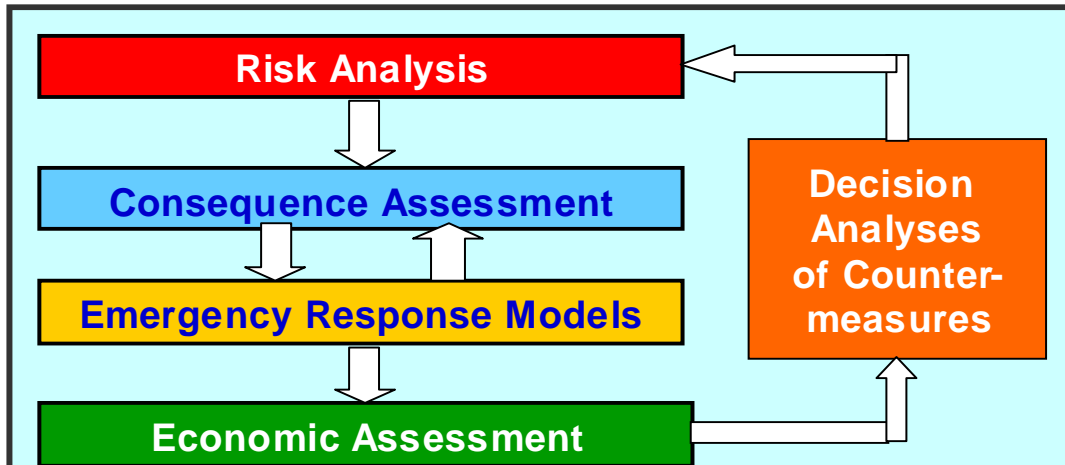 Risk Analysis
Consequence Assessment
Emergency Response Models
Economic Assessment
Decision
Analyses
of Counter-
measures